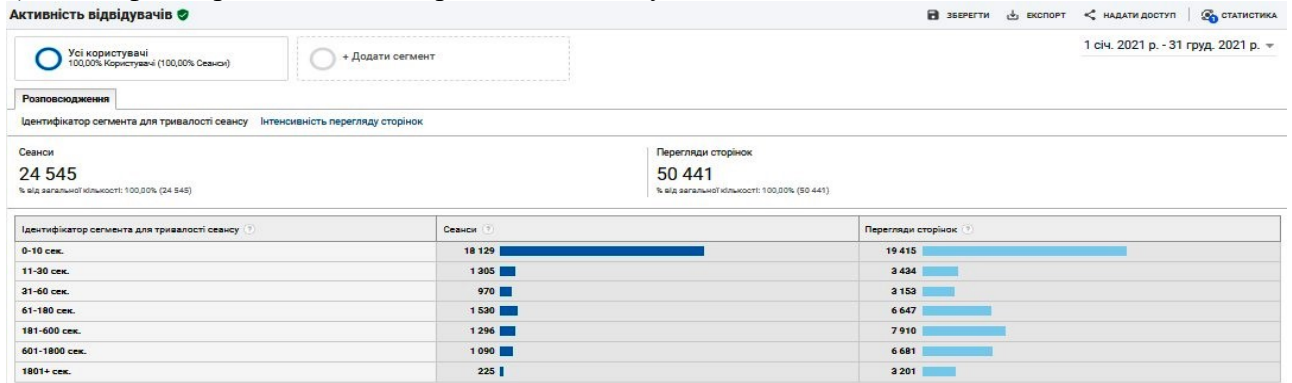 Активність відвідувачів
ЗБЕРЕГТИ ЕКСПОРТ НАДАТИ ДОСТУП СТАТИСТИКА
Усі користувачі
100,00% Користувачі (100,00% Сеанси)
+ Додати сегмент
1 січ. 2021 р. - 31 груд. 2021 р.
Розповсюдження
Ідентифікатор сегмента для тривалості сеансу Інтенсивність перегляду сторінок
Сеанси Перегляди сторінок
24 545 50 441
% від загальної кількості: 100,00% (24 545) % від загальної кількості: 100,00% (50 441)
Ідентифікатор сегмента для тривалості сеансу ? Сеанси ? Перегляди сторінок ?
0-10 сек. 18 129 19 415
11-30 сек. 1 305 3 434
31-60 сек. 970 3 153
61-180 сек. 1 530 6 647
181-600 сек. 1 296 7 910
601-1800 сек. 1 090 6 681
1801+ сек. 225 3 201